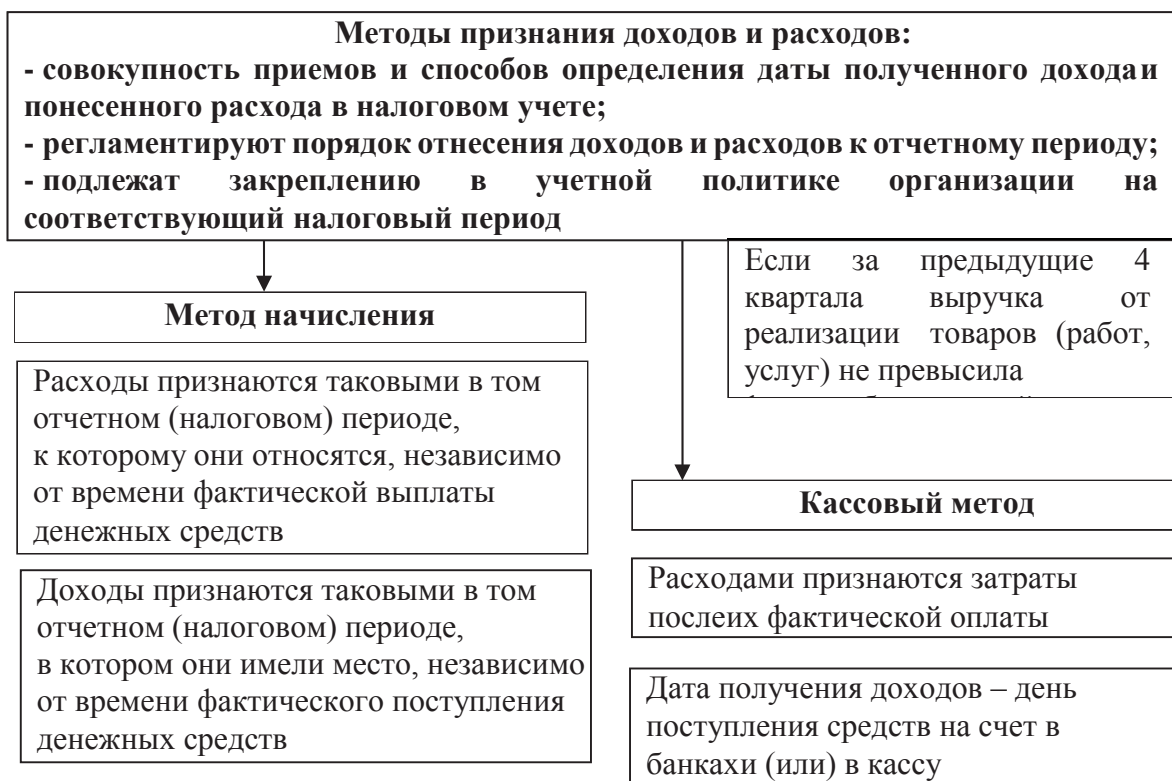 Методы признания доходов и расходов:
- совокупность приемов и способов определения даты полученного доходаи
понесенного расхода в налоговом учете;
- регламентируют порядок отнесения доходов и расходов к отчетному периоду;
- подлежат закреплению в учетной политике организации на
соответствующий налоговый период
Метод начисления
Расходы признаются таковыми в том
отчетном (налоговом) периоде,
к которому они относятся, независимо
от времени фактической выплаты
денежных средств
Доходы признаются таковыми в том
отчетном (налоговом) периоде,
в котором они имели место, независимо
от времени фактического поступления
денежных средств
Если за предыдущие 4
квартала выручка от
реализации товаров (работ,
услуг) не превысила
Кассовый метод
Расходами признаются затраты
послеих фактической оплаты
Дата получения доходов – день
поступления средств на счет в
банкахи (или) в кассу